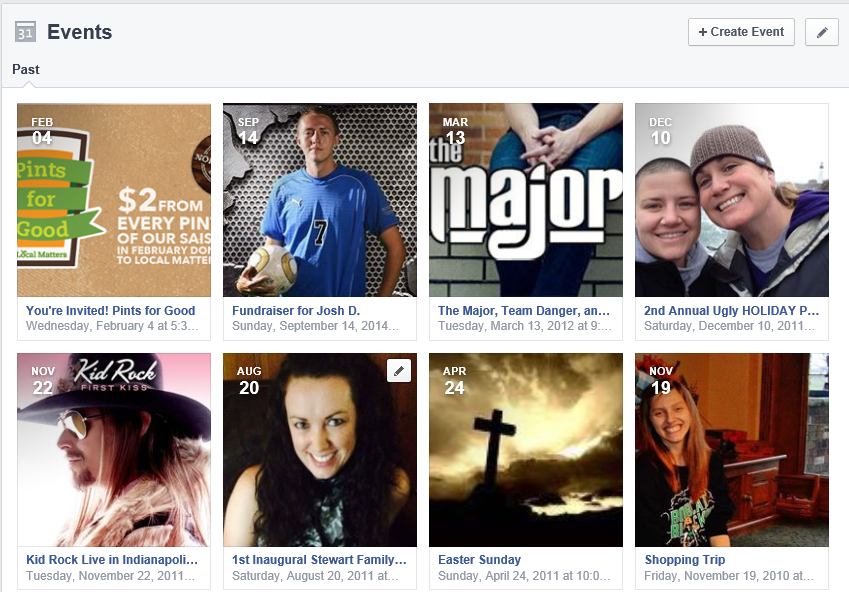 31 Events
+ Create Event
Past
FEB
04
Pints
for
Good
Local Matters
$2 FROM
EVERY PIN
OF OUR SAIS
IN FEBRUARY DON
TO LOCAL MATTER
You're Invited! Pints for Good
Wednesday, February 4 at 5:3...
SEP
14
7
Fundraiser for Josh D.
Sunday, September 14, 2014...
MAR
13
the
major
The Major, Team Danger, an...
Tuesday, March 13, 2012 at 9:...
DEC
10
2nd Annual Ugly HOLIDAY P...
Saturday, December 10, 2011...
NOV
22
Kid Rock
FIRST KISS
Kid Rock Live in Indianapoli...
Tuesday, November 22, 2011...
AUG
20
1st Inaugural Stewart Family...
Saturday, August 20, 2011 at...
APR
24
Easter Sunday
Sunday, April 24, 2011 at 10:0...
NOV
19
Shopping Trip
Friday, November 19, 2010 at...